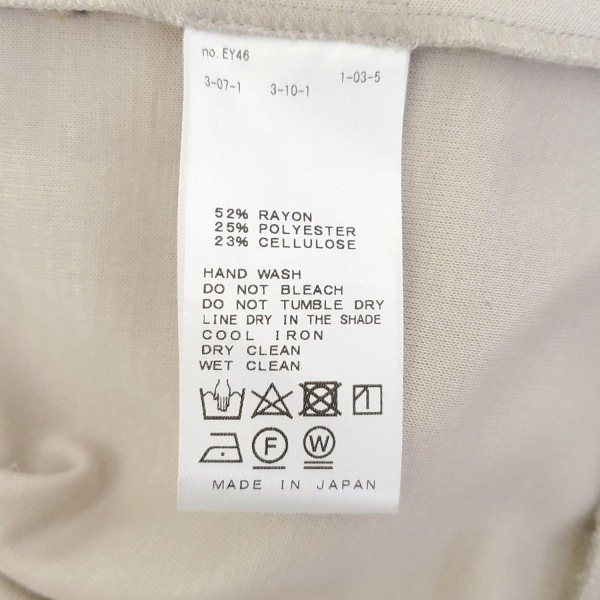 no. EY46
3-07-1 3-10-1 1-03-5
52% RAYON
25% POLYESTER
23% CELLULOSE
HAND WASH
DO NOT BLEACH
DO NOT TUMBLE DRY
LINE DRY IN THE SHADE
COOL IRON
DRY CLEAN
WET CLEAN
F W
MADE IN JAPAN